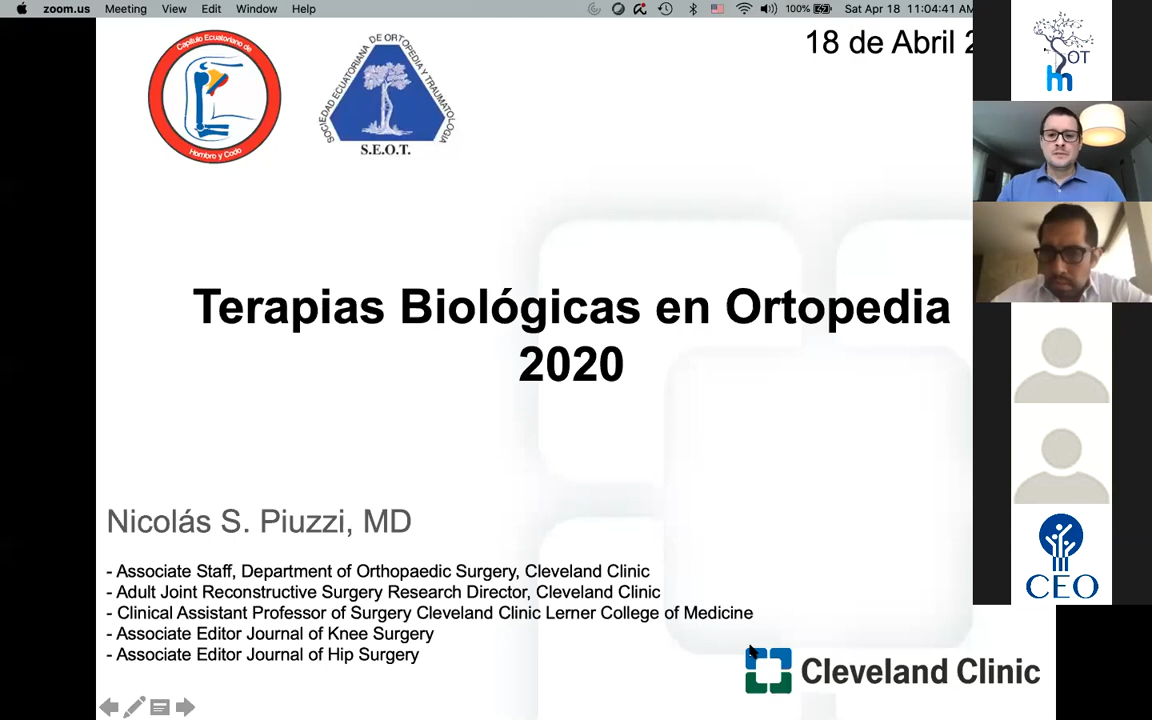 zoom.us Meeting View Edit Window Help 100% Sat Apr 18 11:04:41 AM
18 de Abril 2
Capítulo Ecuatoriano de
Hombro y Codo
SOCIEDAD ECUATORIANA DE ORTOPEDIA Y TRAUMATOLOGIA
S.E.O.T.
OT
hm
Terapias Biológicas en Ortopedia
2020
Nicolás S. Piuzzi, MD
- Associate Staff, Department of Orthopaedic Surgery, Cleveland Clinic
- Adult Joint Reconstructive Surgery Research Director, Cleveland Clinic
- Clinical Assistant Professor of Surgery Cleveland Clinic Lerner College of Medicine
- Associate Editor Journal of Knee Surgery
- Associate Editor Journal of Hip Surgery
CEO
Cleveland Clinic